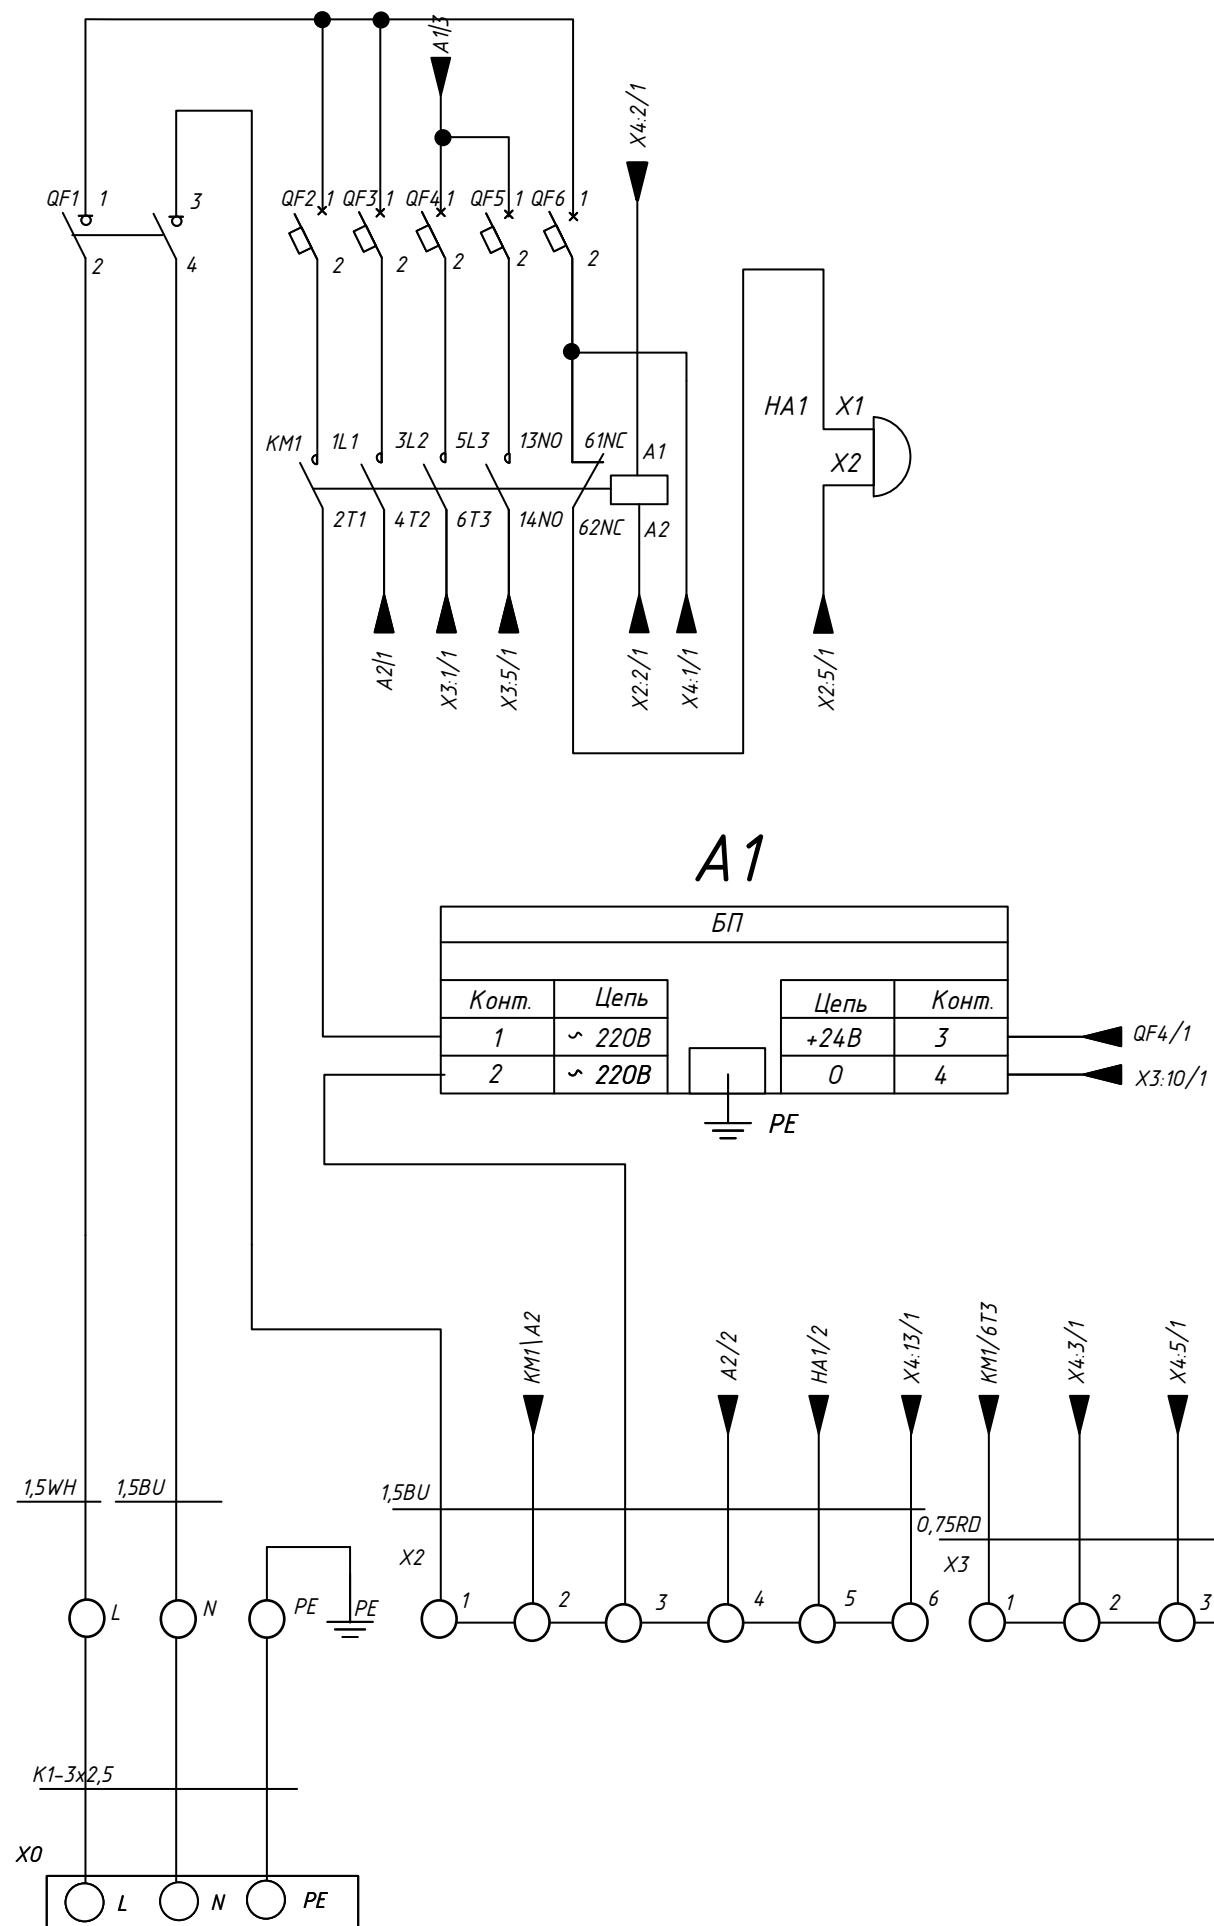 A1|3
X4:2/1
QF1 1 3 QF2 1 QF3 1 QF4 1 QF5 1 QF6 1
2 4 2 2 2 2 2
HA1 X1
X2
KM1 1L1 3L2 5L3 13NO 61NC A1
2T1 4T2 6T3 14NO 62NC A2
A2|1 X3:1/1 X3:5/1 X2:2/1 X4:1/1 X2:5/1
A1
БП
Конт. Цепь Цепь Конт.
1 ~ 220В +24В 3 QF4/1
2 ~ 220В 0 4 X3:10/1
PE
KM1\A2 A2/2 HA1/2 X4:13/1 KM1/6T3 X4:3/1 X4:5/1
1,5WH 1,5BU 1,5BU
0,75RD
X2 X3
L N PE PE 1 2 3 4 5 6 1 2 3
K1-3x2,5
X0
L N PE